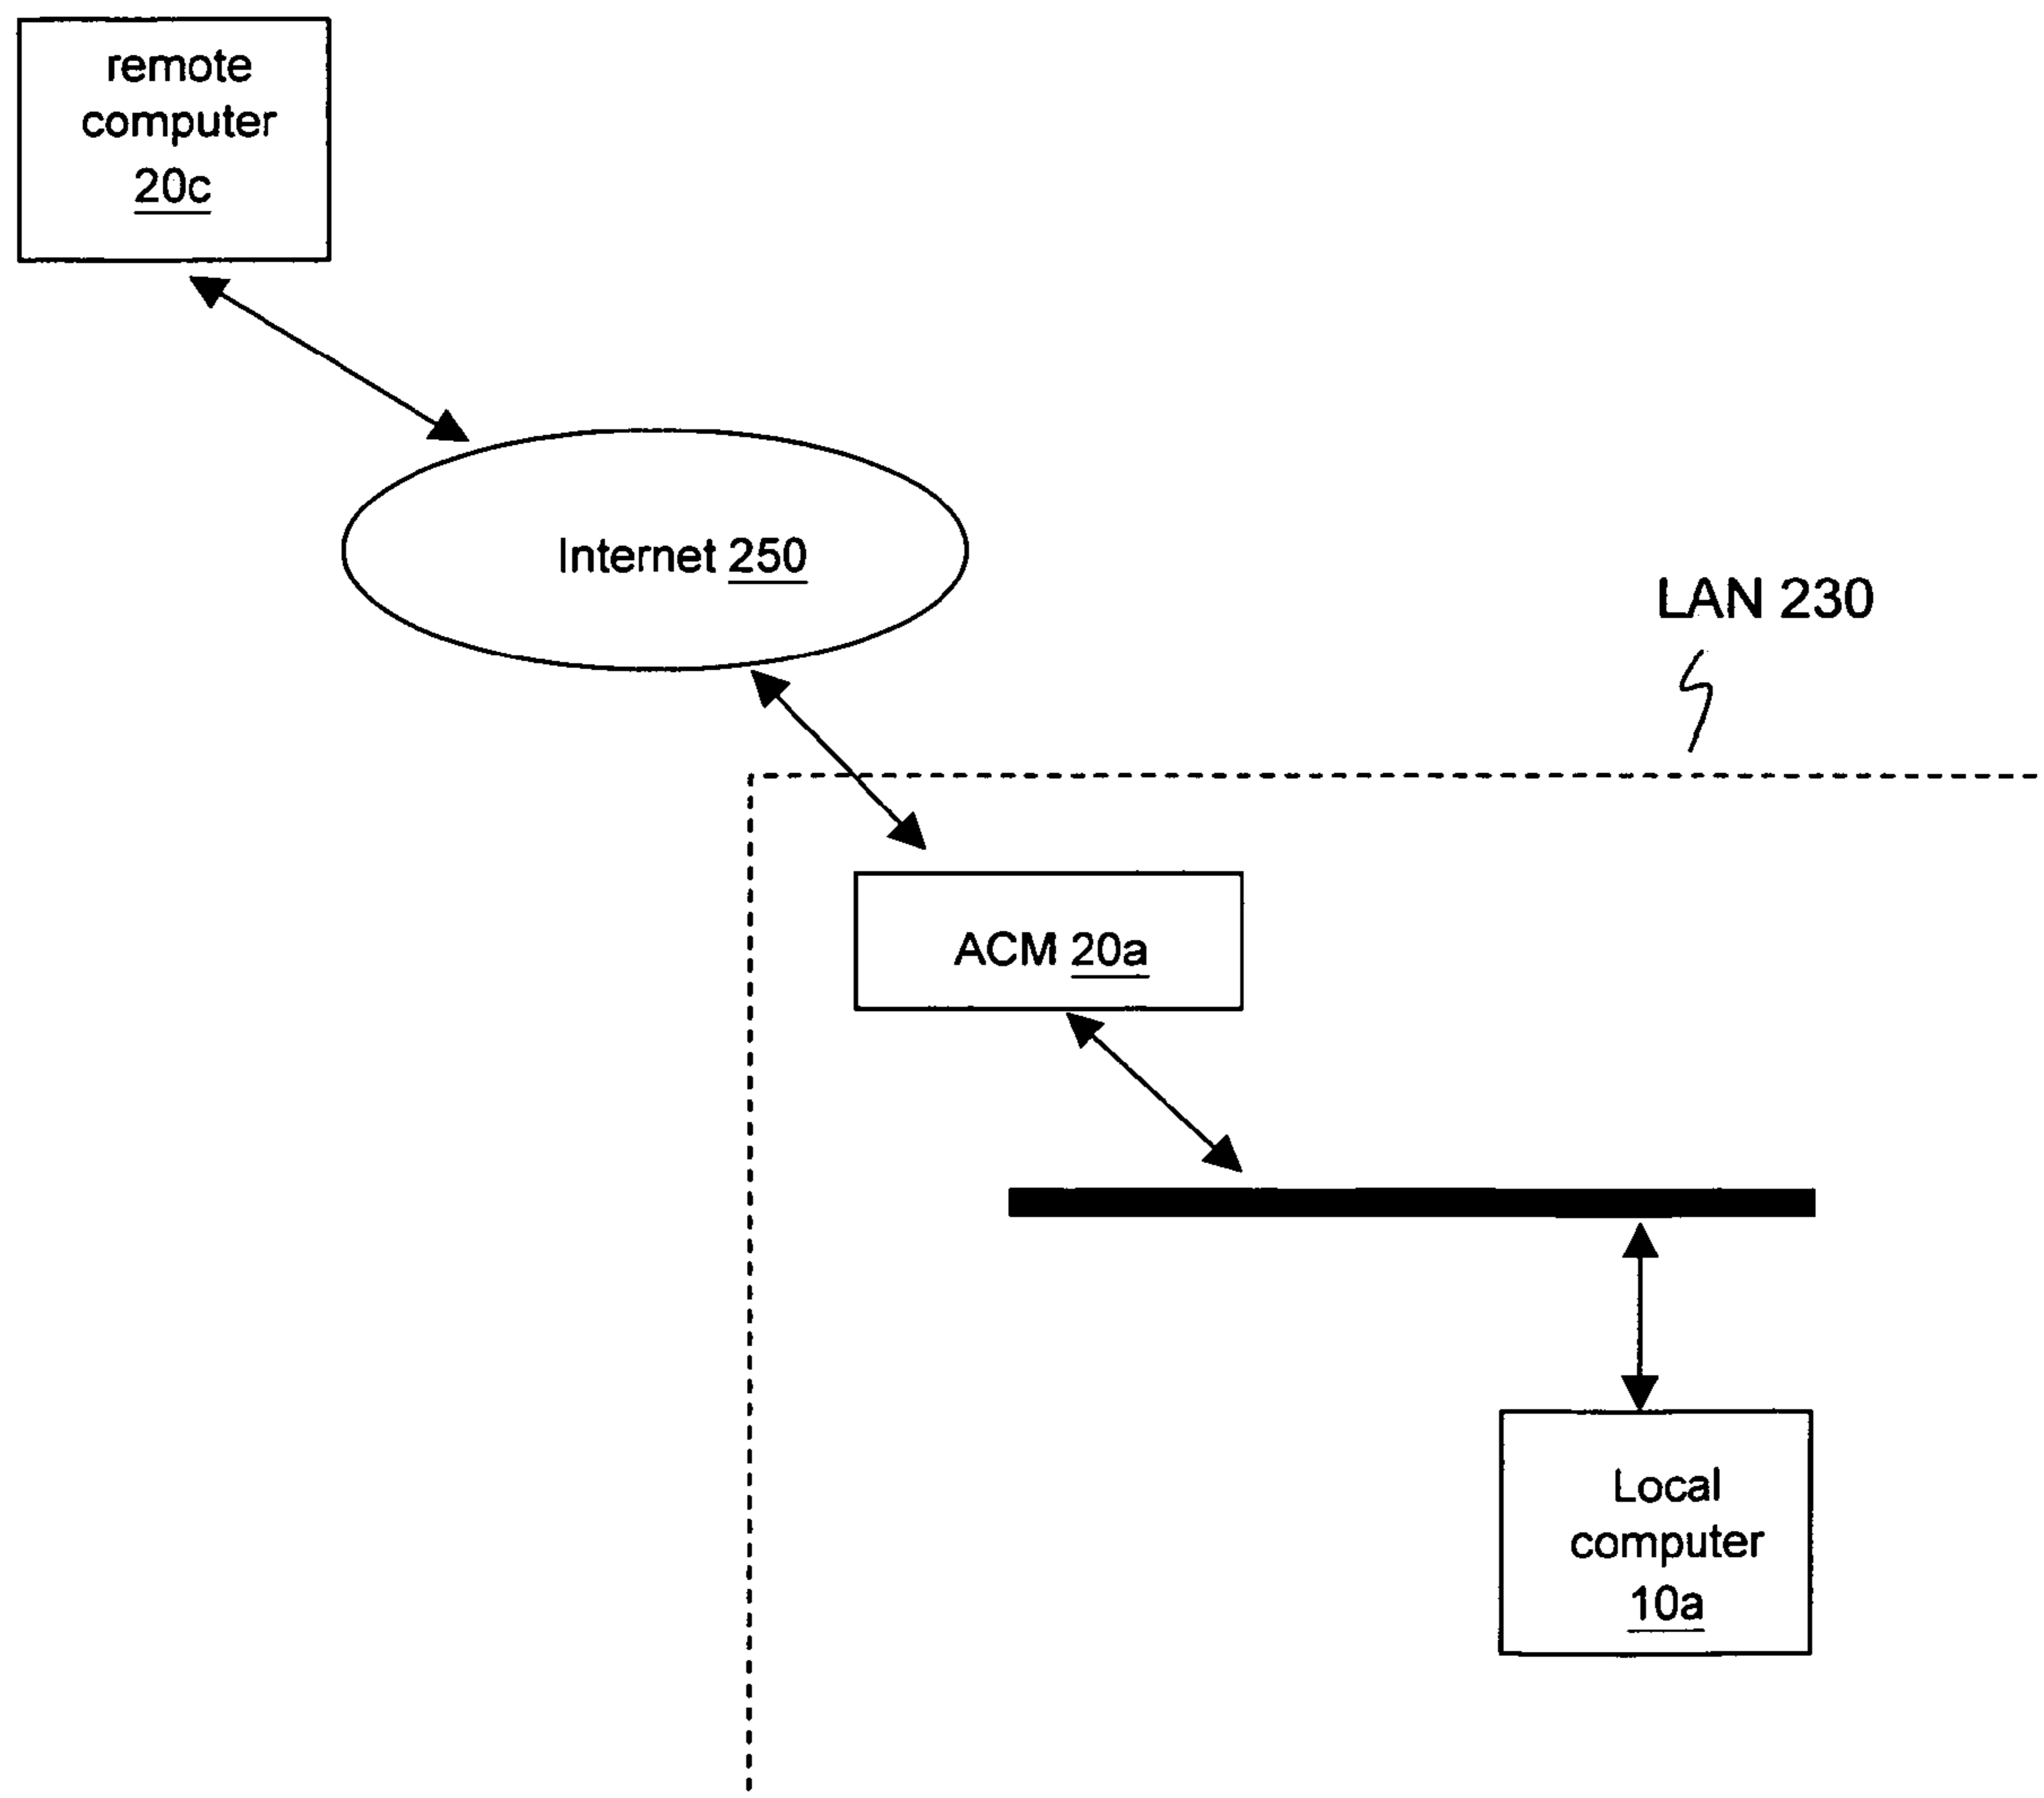 remote
computer
20c
Internet 250
LAN 230
ACM 20a
Local
computer
10a